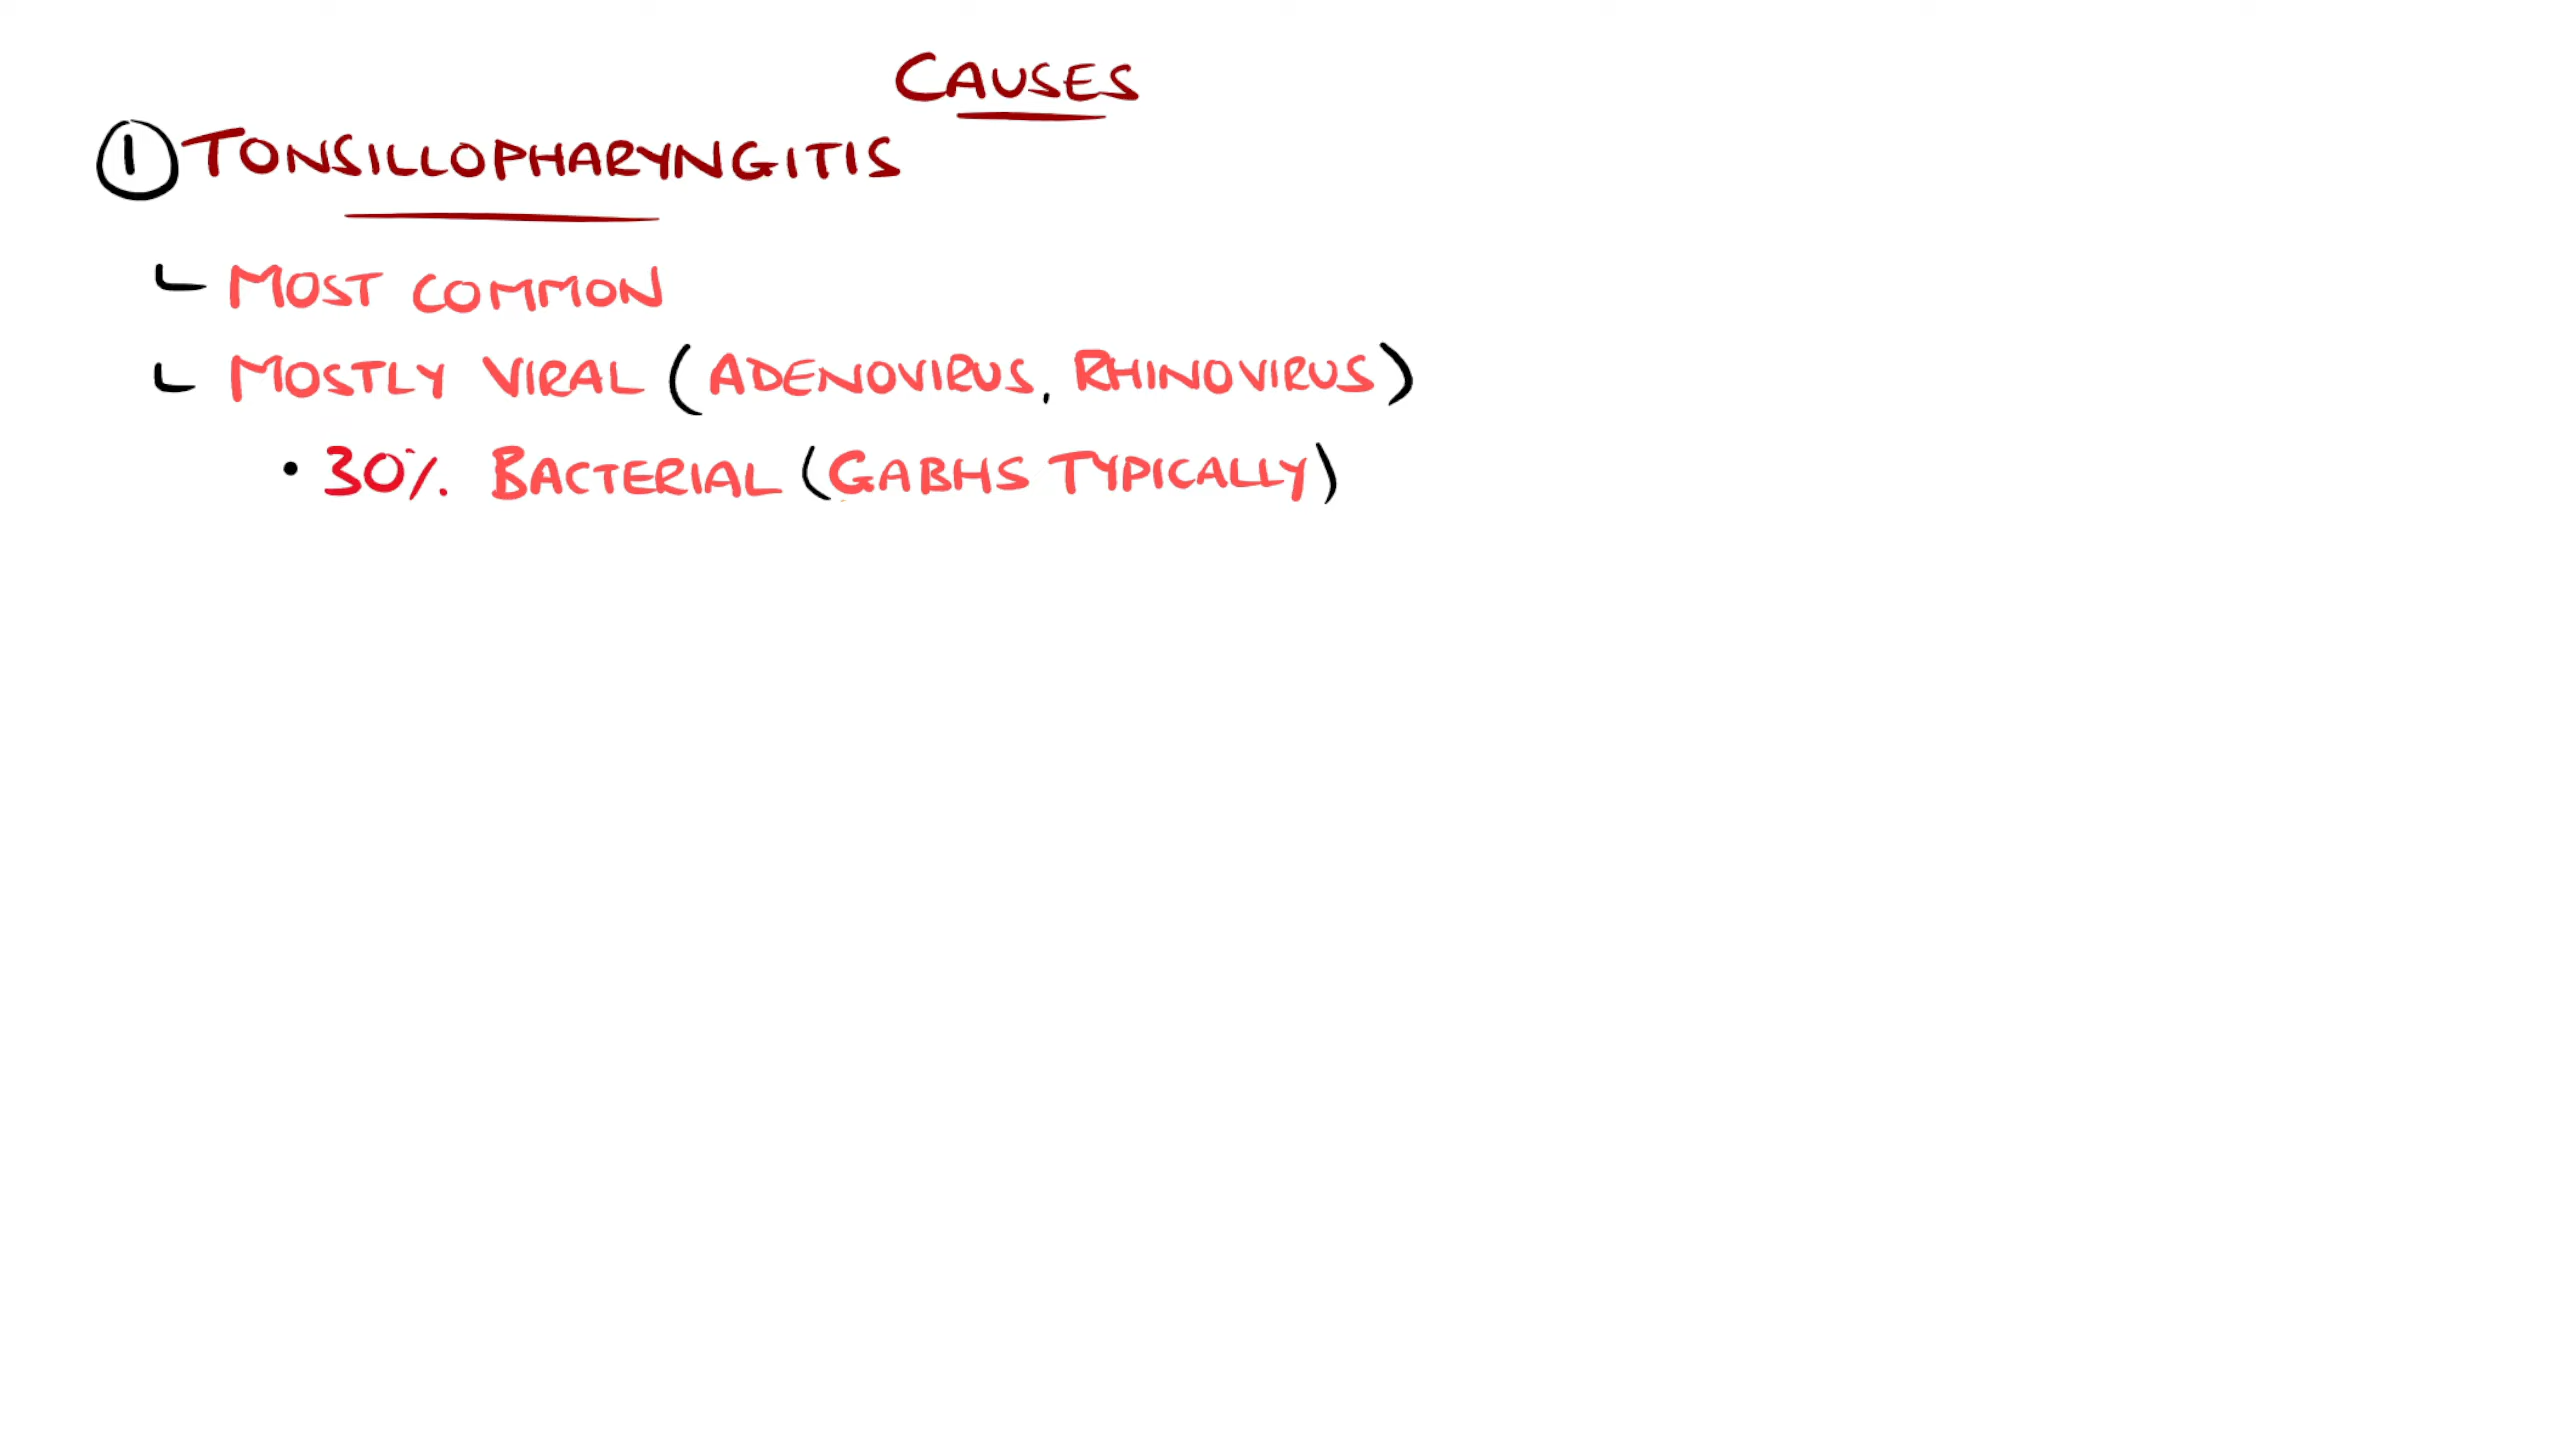 CAUSES
① TONSILLOPHARYNGITIS
MOST COMMON
MOSTLY VIRAL (ADENOVIRUS, RHINOVIRUS)
• 30% BACTERIAL (GABHS TYPICALLY)